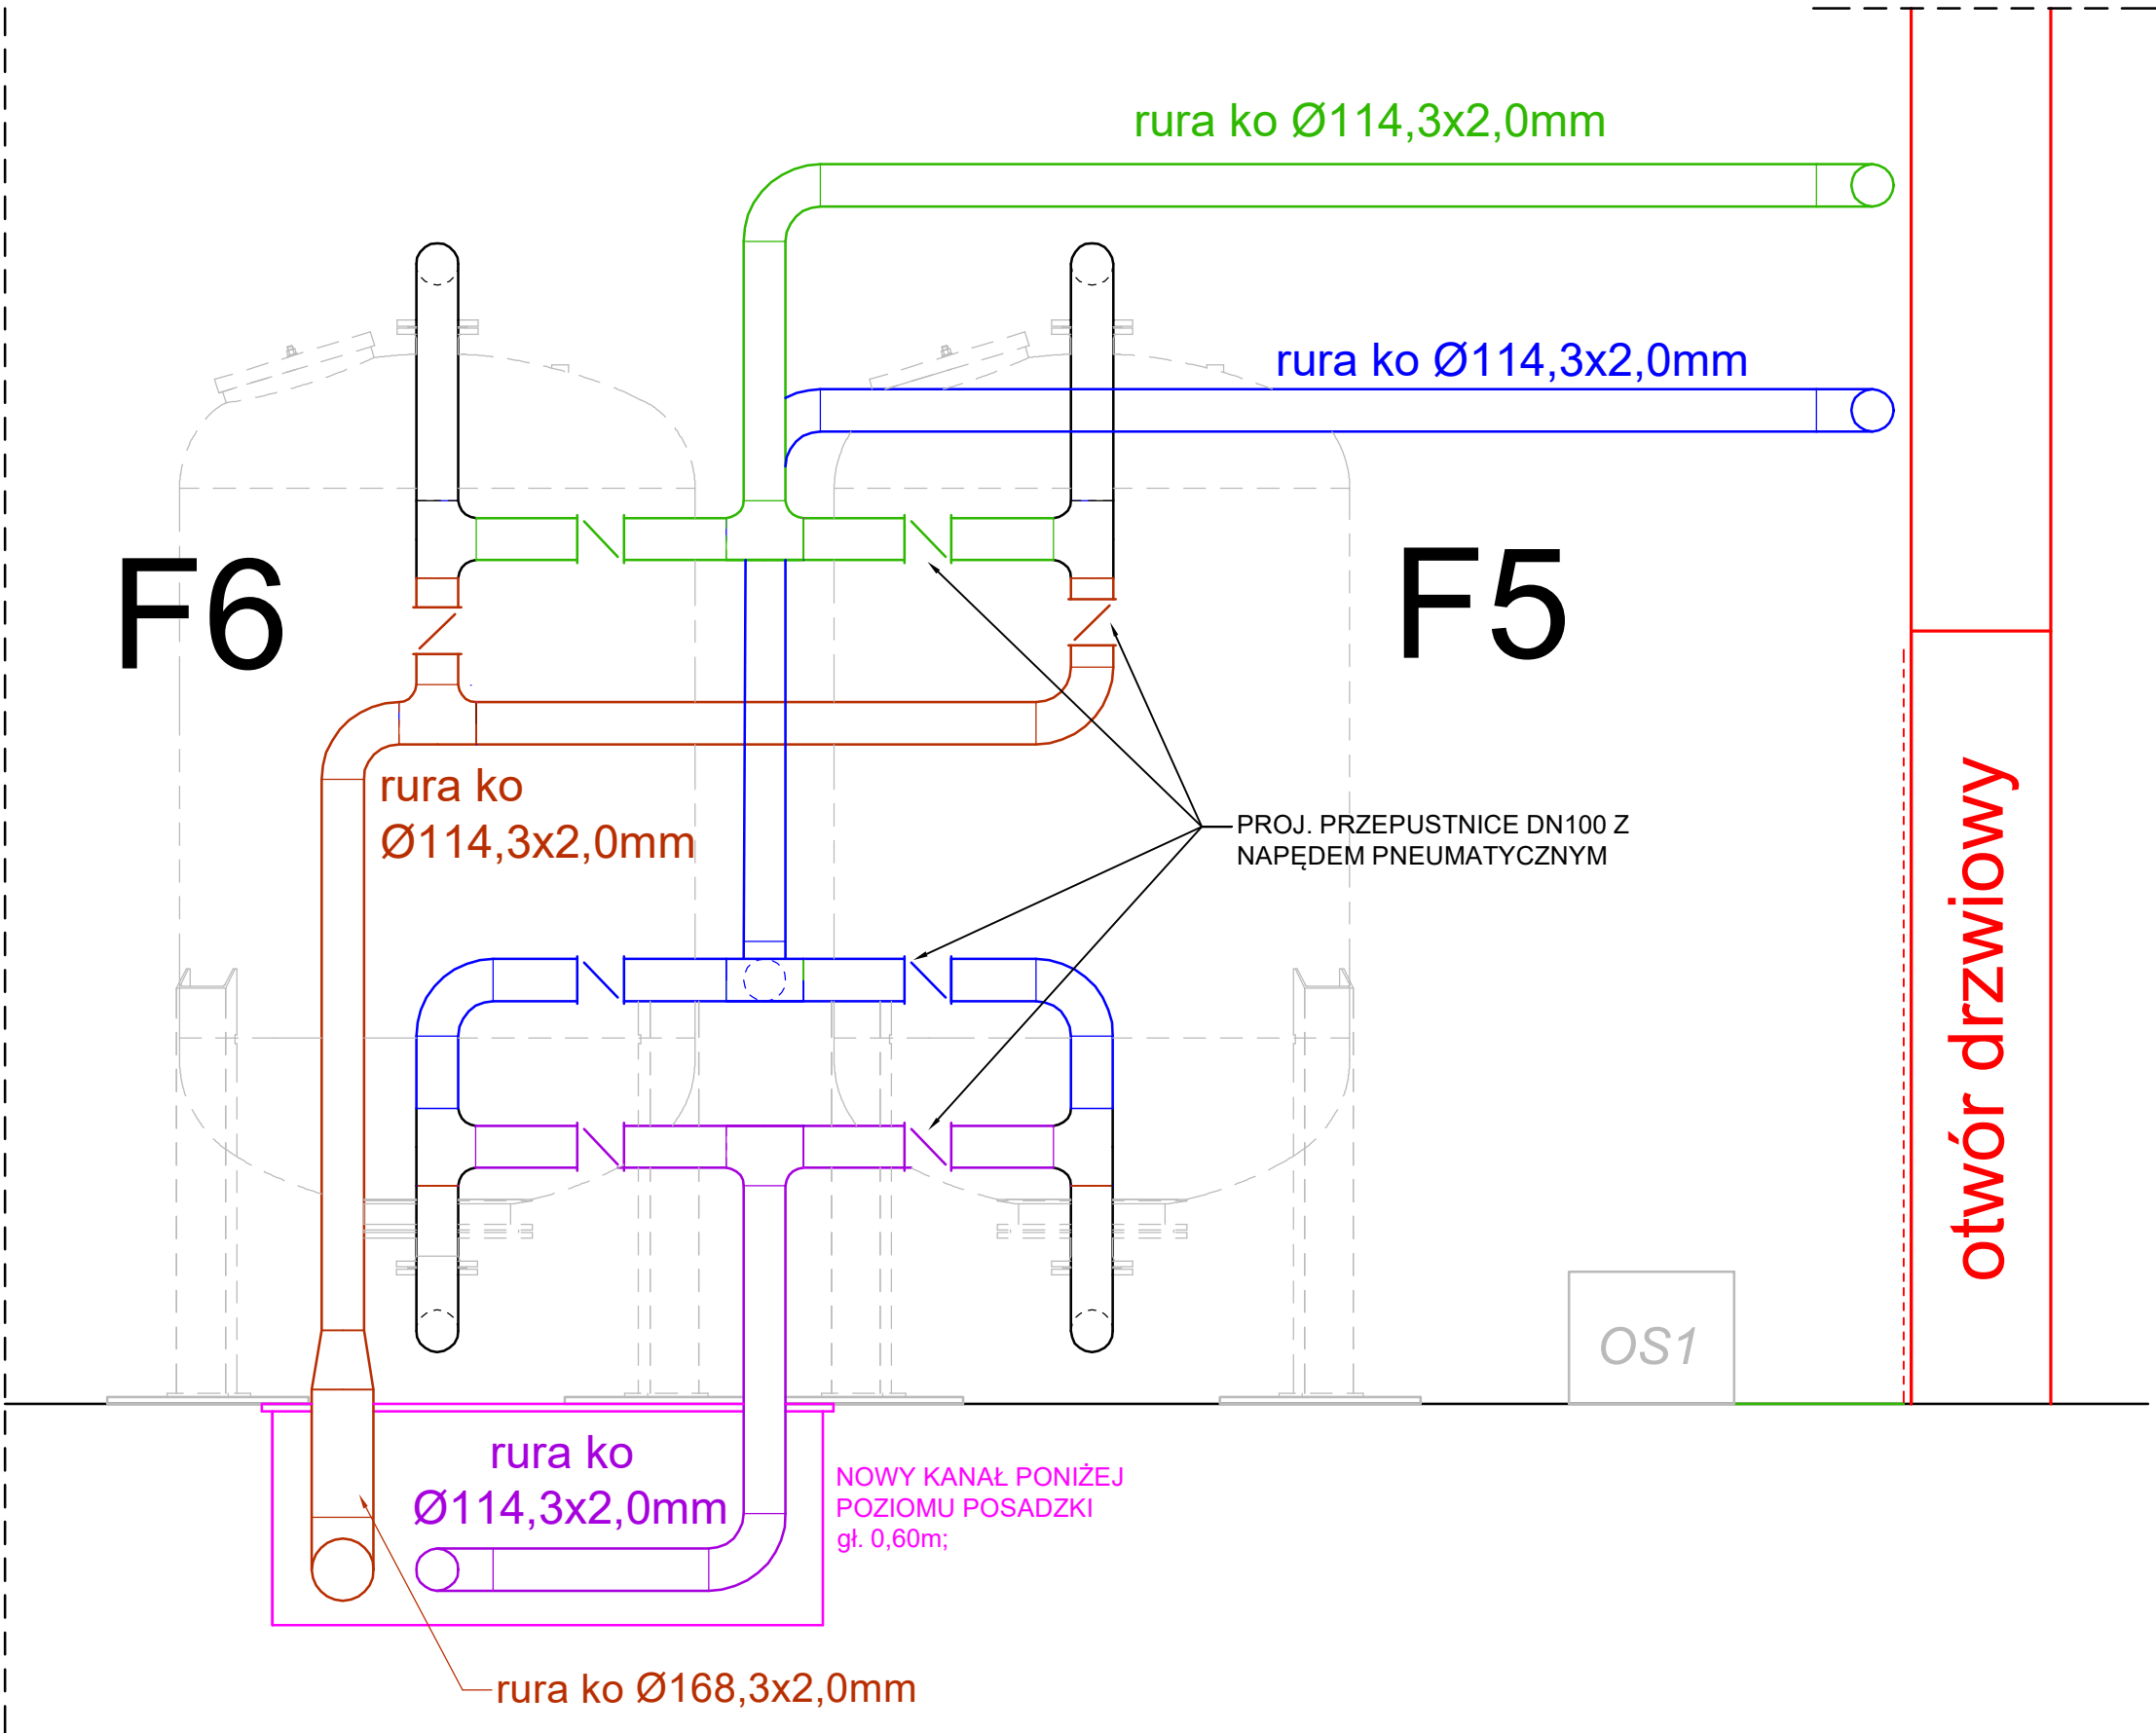 rura ko Ø114,3x2,0mm
rura ko Ø114,3x2,0mm
F6
F5
rura ko
Ø114,3x2,0mm
PROJ. PRZEPUSTNICE DN100 Z
NAPĘDEM PNEUMATYCZNYM
otwór drzwiowy
OS1
rura ko
Ø114,3x2,0mm
NOWY KANAŁ PONIŻEJ
POZIOMU POSADZKI
gł. 0,60m;
rura ko Ø168,3x2,0mm